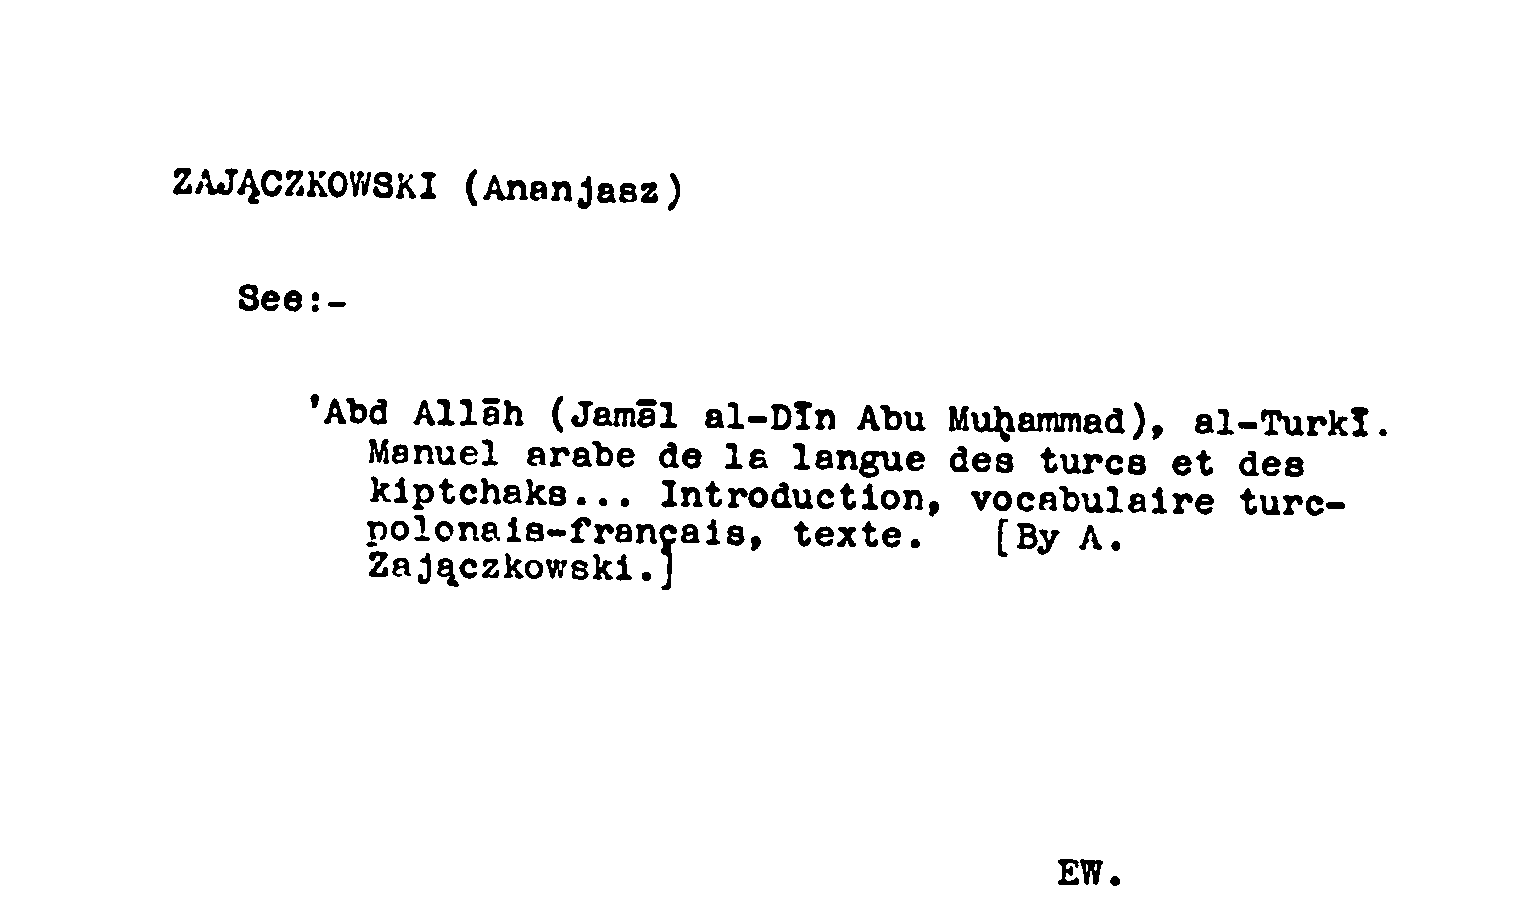 ZAJĄCZKOWSKI (Ananjasz)
See:-
'Abd Allāh (Jamāl al-Dīn Abu Muḥammad), al-Turkī.
Manuel arabe de la langue des turcs et des
kiptchaks... Introduction, vocabulaire turc-
polonais-français, texte. [By A.
Zajączkowski.]
EW.